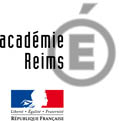 académie
Reims
É
Liberté • Égalité • Fraternité
RÉPUBLIQUE FRANÇAISE